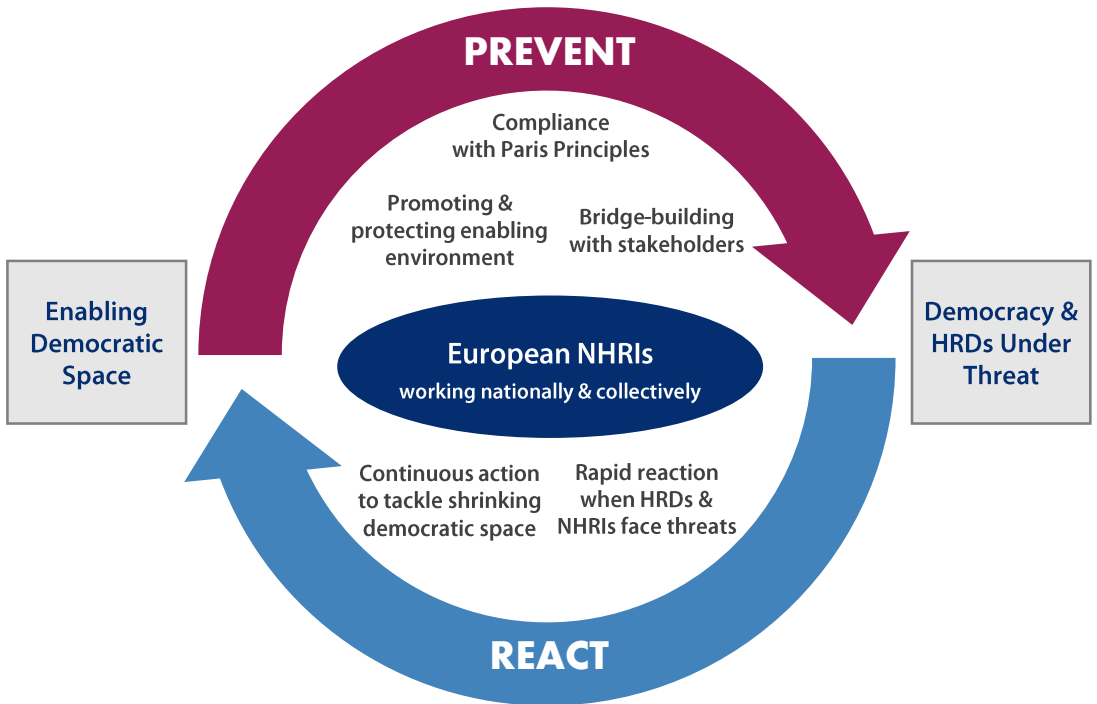 PREVENT
Compliance
with Paris Principles
Promoting &
protecting enabling
environment
Bridge-building
with stakeholders
Enabling
Democratic
Space
European NHRIs
working nationally & collectively
Democracy &
HRDs Under
Threat
Continuous action
to tackle shrinking
democratic space
Rapid reaction
when HRDs &
NHRIs face threats
REACT